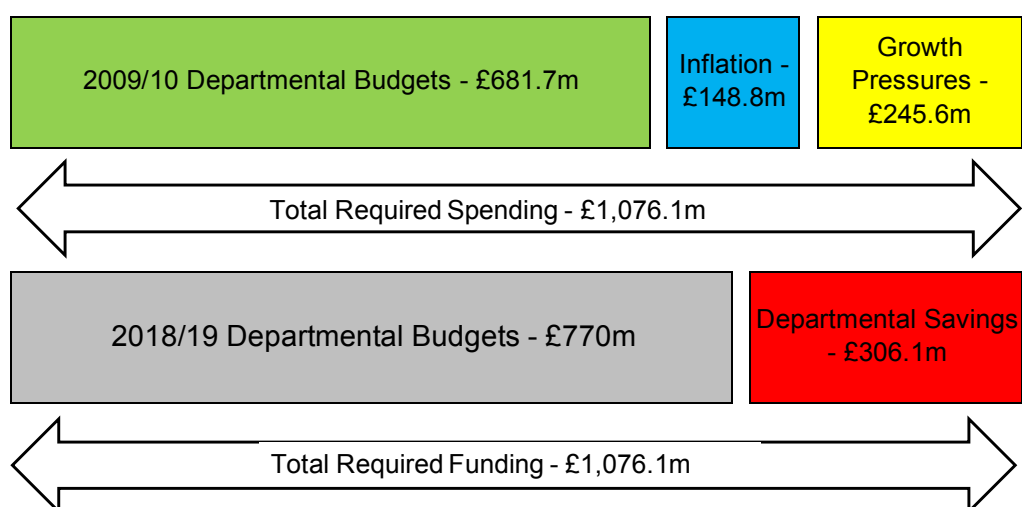 2009/10 Departmental Budgets - £681.7m
Inflation -
£148.8m
Growth
Pressures -
£245.6m
Total Required Spending - £1,076.1m
2018/19 Departmental Budgets - £770m
Departmental Savings
- £306.1m
Total Required Funding - £1,076.1m